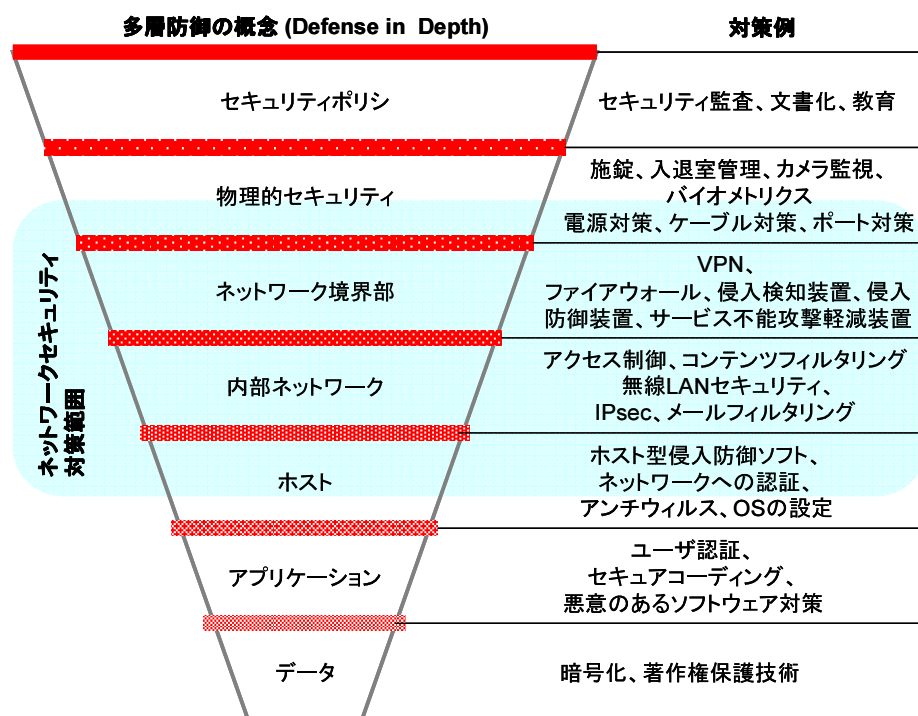 多層防御の概念 (Defense in Depth)
対策例
セキュリティポリシ
セキュリティ監査、文書化、教育
物理的セキュリティ
施錠、入退室管理、カメラ監視、
バイオメトリクス
電源対策、ケーブル対策、ポート対策
ネットワークセキュリティ
対策範囲
ネットワーク境界部
VPN、
ファイアウォール、侵入検知装置、侵入
防御装置、サービス不能攻撃軽減装置
内部ネットワーク
アクセス制御、コンテンツフィルタリング
無線LANセキュリティ、
IPsec、メールフィルタリング
ホスト
ホスト型侵入防御ソフト、
ネットワークへの認証、
アンチウィルス、OSの設定
アプリケーション
ユーザ認証、
セキュアコーディング、
悪意のあるソフトウェア対策
データ
暗号化、著作権保護技術